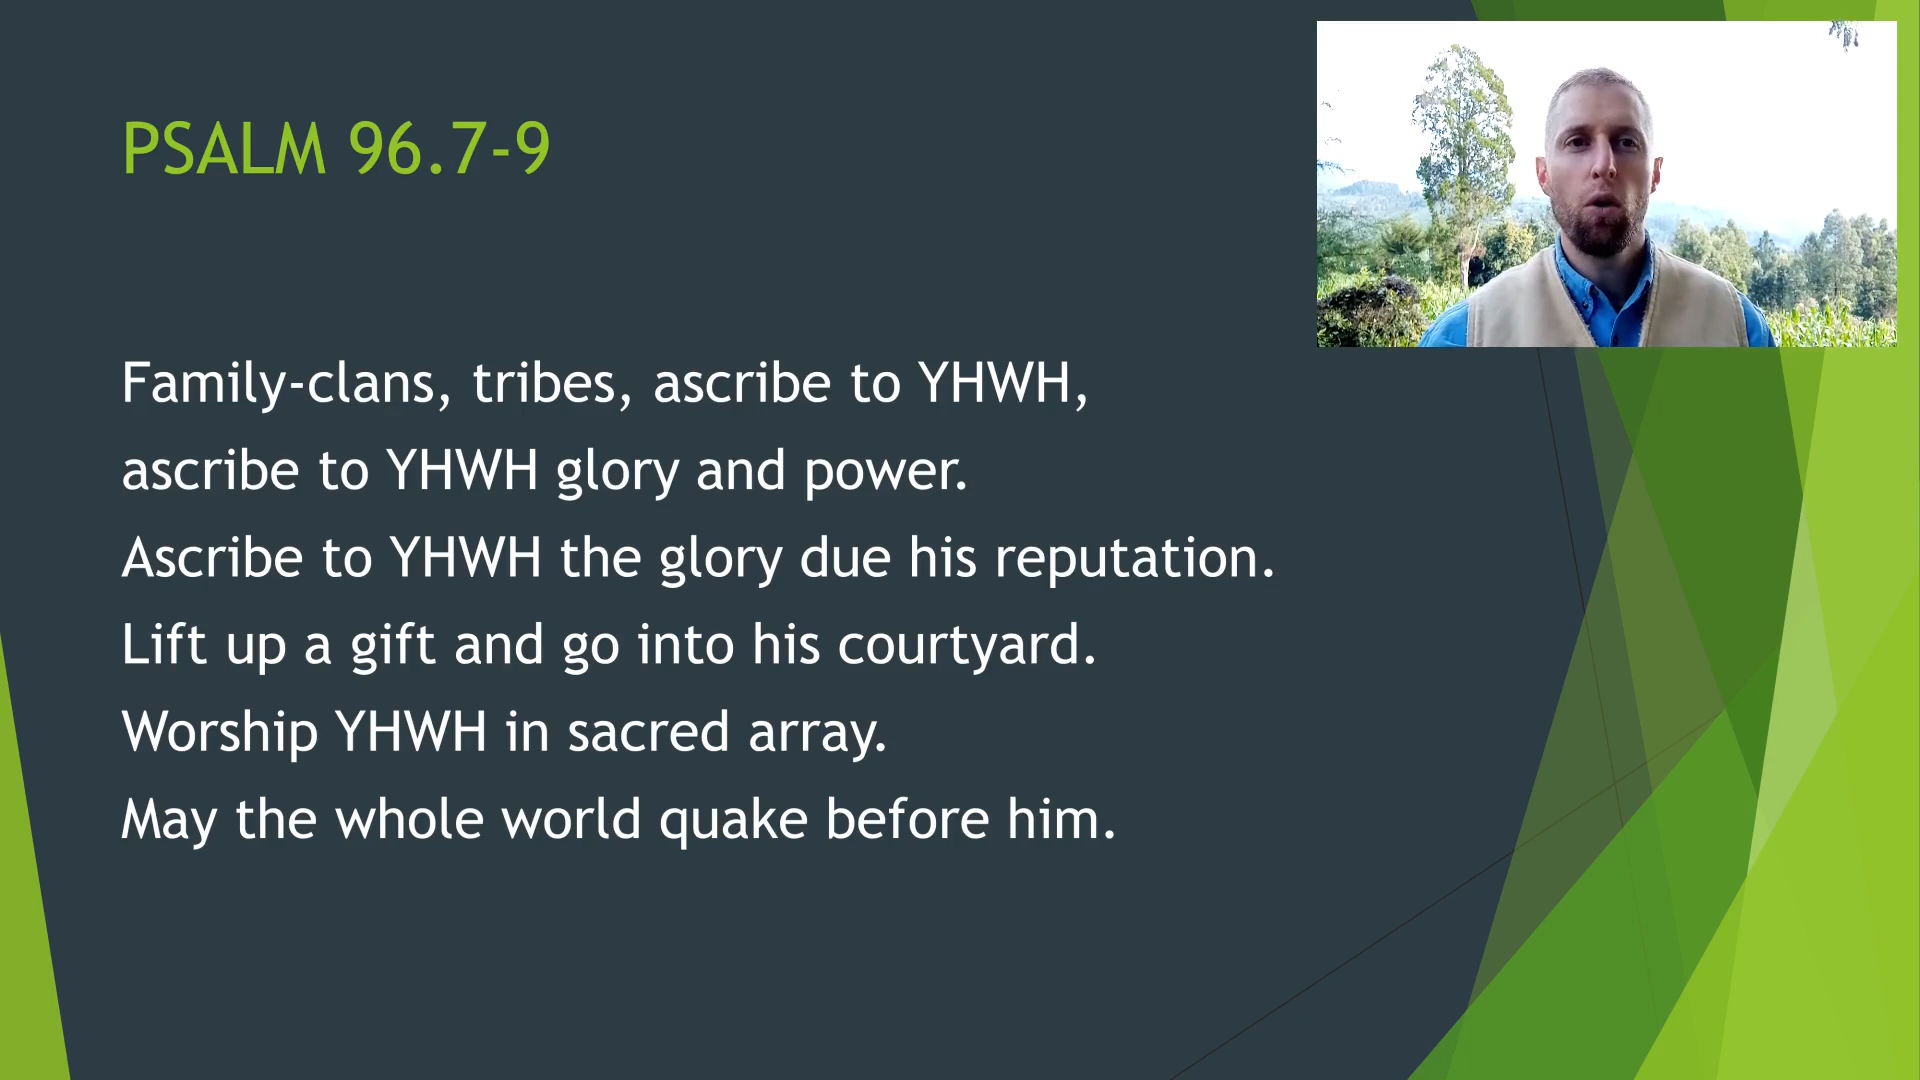 PSALM 96.7-9
Family-clans, tribes, ascribe to YHWH,
ascribe to YHWH glory and power.
Ascribe to YHWH the glory due his reputation.
Lift up a gift and go into his courtyard.
Worship YHWH in sacred array.
May the whole world quake before him.